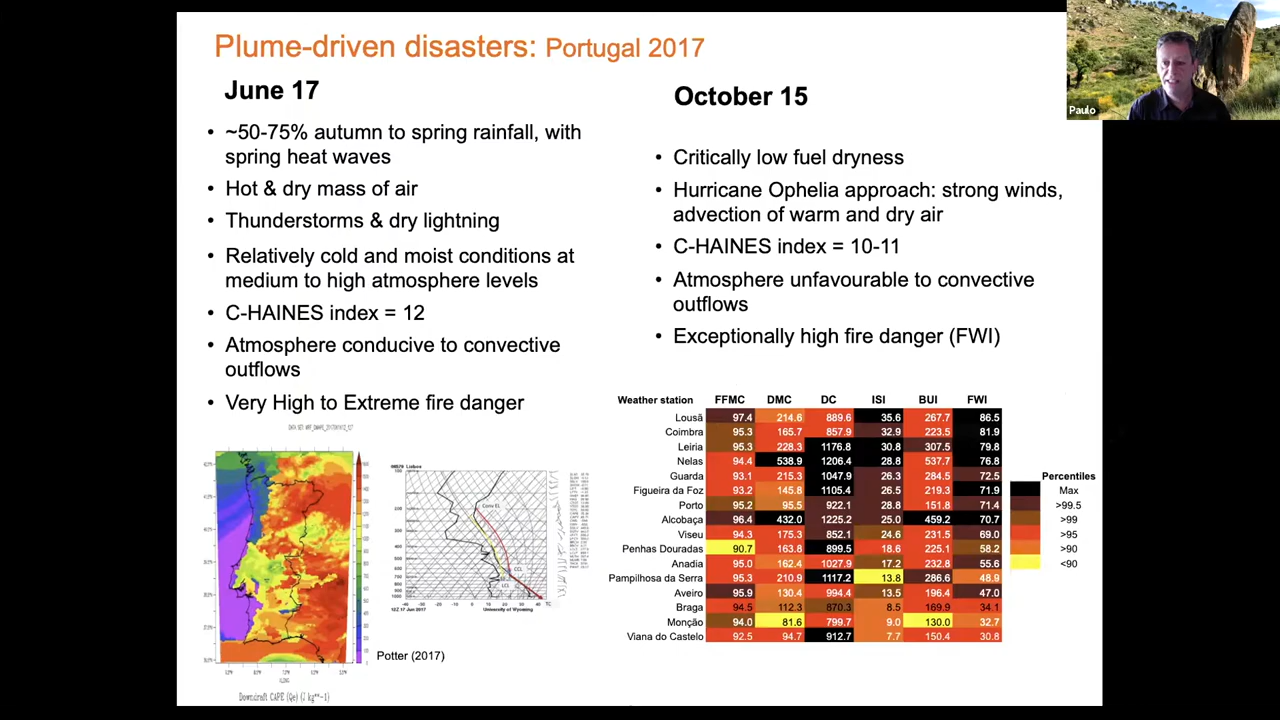 Plume-driven disasters: Portugal 2017
June 17
• ~50-75% autumn to spring rainfall, with
spring heat waves
• Hot & dry mass of air
• Thunderstorms & dry lightning
• Relatively cold and moist conditions at
medium to high atmosphere levels
• C-HAINES index = 12
• Atmosphere conducive to convective
outflows
• Very High to Extreme fire danger
October 15
• Critically low fuel dryness
• Hurricane Ophelia approach: strong winds,
advection of warm and dry air
• C-HAINES index = 10-11
• Atmosphere unfavourable to convective
outflows
• Exceptionally high fire danger (FWI)
Paulo
Weather station FFMC DMC DC ISI BUI FWI
Lousã 97.4 214.6 889.6 35.6 267.7 86.5
Coimbra 95.3 165.7 857.9 32.9 223.5 81.9
Leiria 95.3 228.3 1176.8 30.8 307.5 79.8
Nelas 94.4 538.9 1206.4 28.8 537.7 76.8
Guarda 93.1 215.3 1047.9 26.3 284.5 72.5
Figueira da Foz 93.2 145.8 1105.4 26.5 219.3 71.9
Porto 95.2 95.5 922.1 28.8 151.8 71.4
Alcobaça 96.4 432.0 1225.2 25.0 459.2 70.7
Viseu 94.3 175.3 852.1 24.6 231.5 69.0
Penhas Douradas 90.7 163.8 899.5 18.6 225.1 58.2
Anadia 95.0 162.4 1027.9 17.2 232.8 55.6
Pampilhosa da Serra 95.3 210.9 1117.2 13.8 286.6 48.9
Aveiro 95.9 130.4 994.4 13.5 196.4 47.0
Braga 94.5 112.3 870.3 8.5 169.9 34.1
Monção 94.0 81.6 799.7 9.0 130.0 32.7
Viana do Castelo 92.5 94.7 912.7 7.7 150.4 30.8
Percentiles
Max
>99.5
>99
>95
>90
<90
Lisboa
Conv EL
CCL
LCL
12Z 17 Jun 2017
University of Wyoming
Potter (2017)
Downdraft CAPE